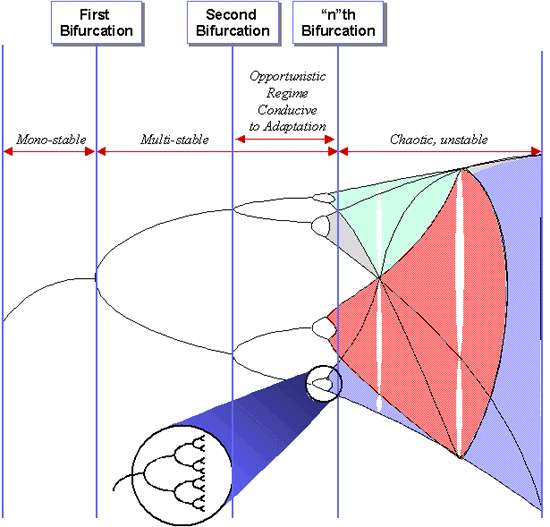 First
Bifurcation
Second
Bifurcation
“n”th
Bifurcation
Opportunistic
Regime
Conducive
to Adaptation
Mono-stable
Multi-stable
Chaotic, unstable